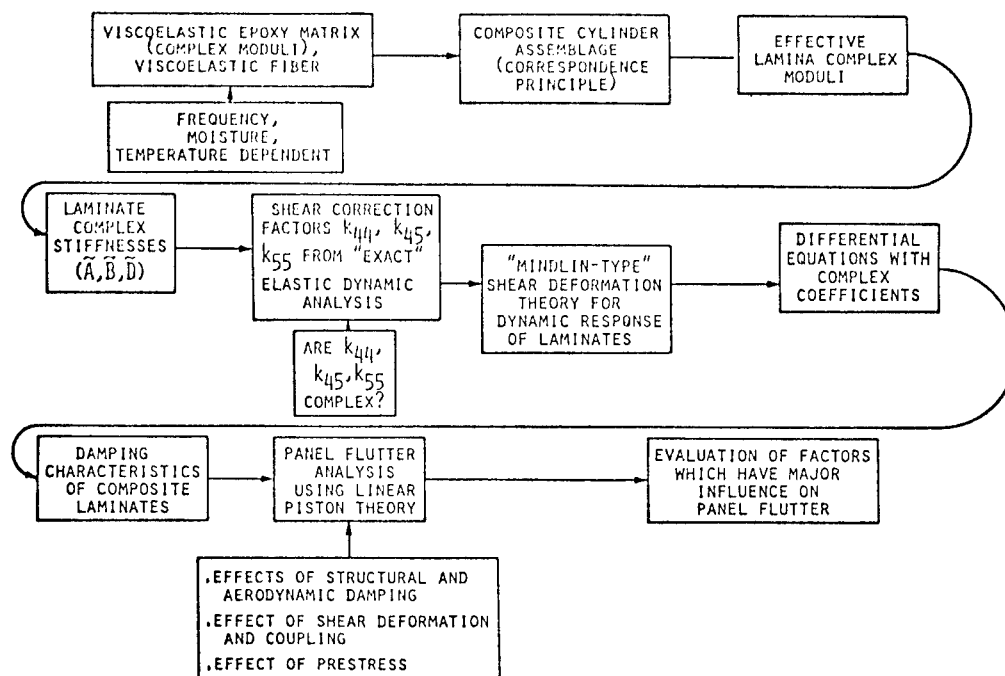 VISCOELASTIC EPOXY MATRIX
(COMPLEX MODULI),
VISCOELASTIC FIBER
COMPOSITE CYLINDER
ASSEMBLAGE
(CORRESPONDENCE
PRINCIPLE)
EFFECTIVE
LAMINA COMPLEX
MODULI
FREQUENCY,
MOISTURE,
TEMPERATURE DEPENDENT
LAMINATE
COMPLEX
STIFFNESSES
(Ã,B̃,D̃)
SHEAR CORRECTION
FACTORS k44, k45,
k55 FROM "EXACT"
ELASTIC DYNAMIC
ANALYSIS
"MINDLIN-TYPE"
SHEAR DEFORMATION
THEORY FOR
DYNAMIC RESPONSE
OF LAMINATES
DIFFERENTIAL
EQUATIONS WITH
COMPLEX
COEFFICIENTS
ARE k44,
k45,k55
COMPLEX?
DAMPING
CHARACTERISTICS
OF COMPOSITE
LAMINATES
PANEL FLUTTER
ANALYSIS
USING LINEAR
PISTON THEORY
EVALUATION OF FACTORS
WHICH HAVE MAJOR
INFLUENCE ON
PANEL FLUTTER
.EFFECTS OF STRUCTURAL AND
AERODYNAMIC DAMPING
.EFFECT OF SHEAR DEFORMATION
AND COUPLING
.EFFECT OF PRESTRESS